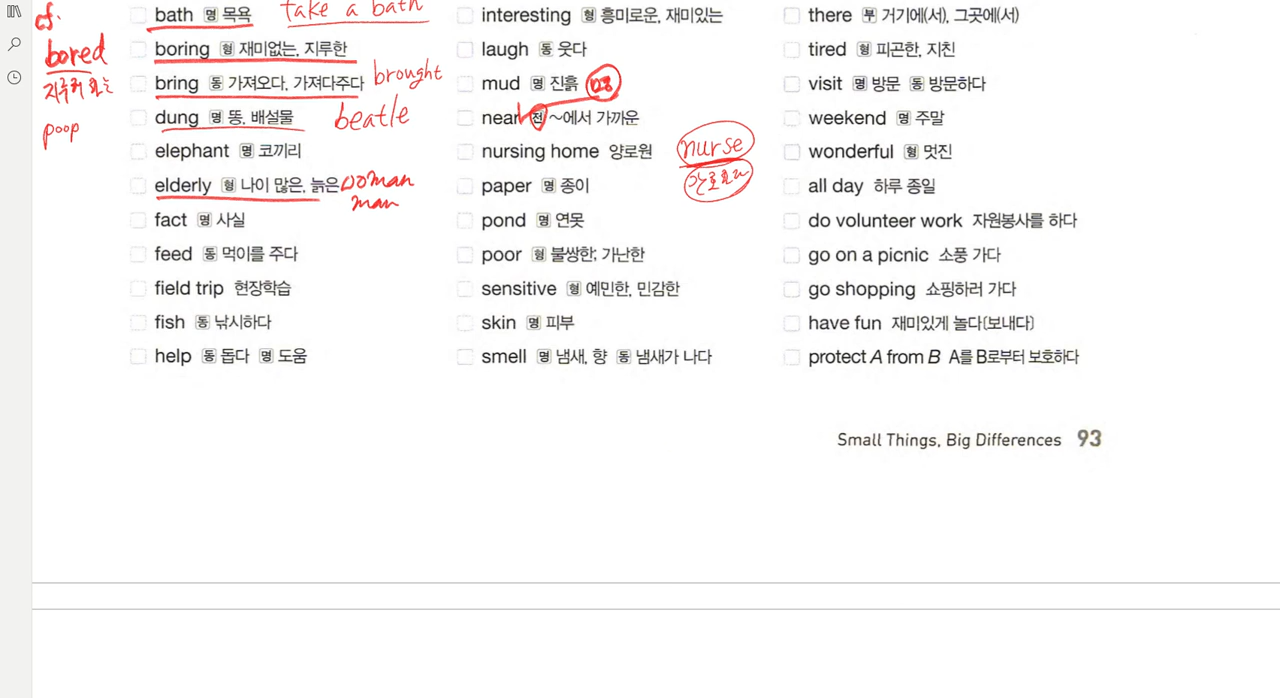 cf.
bored
지루해 하는
poop
bath 명 목욕 take a bath
boring 형 재미없는, 지루한
bring 동 가져오다, 가져다주다 brought
dung 명 똥, 배설물 beatle
elephant 명 코끼리
elderly 형 나이 많은, 늙은 woman
man
fact 명 사실
feed 동 먹이를 주다
field trip 현장학습
fish 동 낚시하다
help 동 돕다 명 도움
interesting 형 흥미로운, 재미있는
laugh 동 웃다
mud 명 진흙
near 전 ~에서 가까운
nursing home 양로원 nurse
간호하다
paper 명 종이
pond 명 연못
poor 형 불쌍한; 가난한
sensitive 형 예민한, 민감한
skin 명 피부
smell 명 냄새, 향 동 냄새가 나다
there 부 거기에(서), 그곳에(서)
tired 형 피곤한, 지친
visit 명 방문 동 방문하다
weekend 명 주말
wonderful 형 멋진
all day 하루 종일
do volunteer work 자원봉사를 하다
go on a picnic 소풍 가다
go shopping 쇼핑하러 가다
have fun 재미있게 놀다(보내다)
protect A from B A를 B로부터 보호하다
Small Things, Big Differences 93